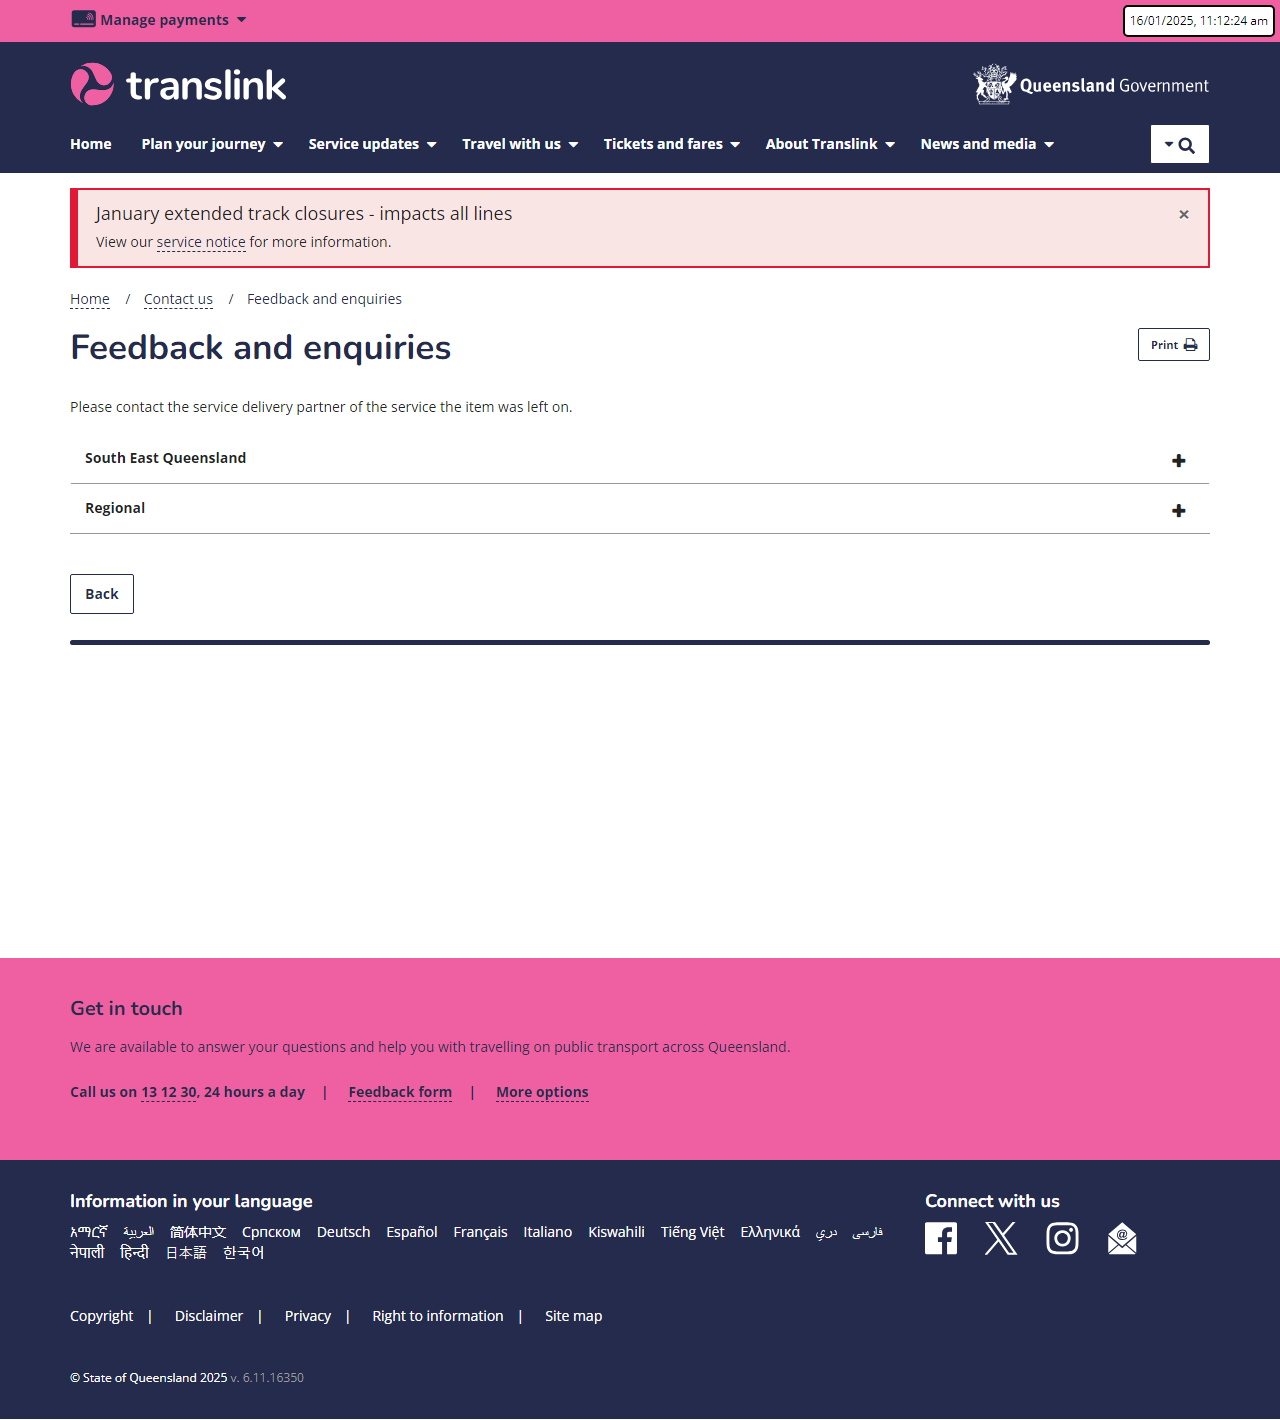 Manage payments
16/01/2025, 11:12:24 am
translink
Queensland Government
Home Plan your journey Service updates Travel with us Tickets and fares About Translink News and media
January extended track closures - impacts all lines
×
View our service notice for more information.
Home / Contact us / Feedback and enquiries
Feedback and enquiries
Print
Please contact the service delivery partner of the service the item was left on.
South East Queensland
Regional
Back
Get in touch
We are available to answer your questions and help you with travelling on public transport across Queensland.
Call us on 13 12 30, 24 hours a day | Feedback form | More options
Information in your language
አማርኛ العربية 简体中文 Српском Deutsch Español Français Italiano Kiswahili Tiếng Việt Ελληνικά دري فارسی
नेपाली हिन्दी 日本語 한국어
Connect with us
Copyright | Disclaimer | Privacy | Right to information | Site map
© State of Queensland 2025 v. 6.11.16350